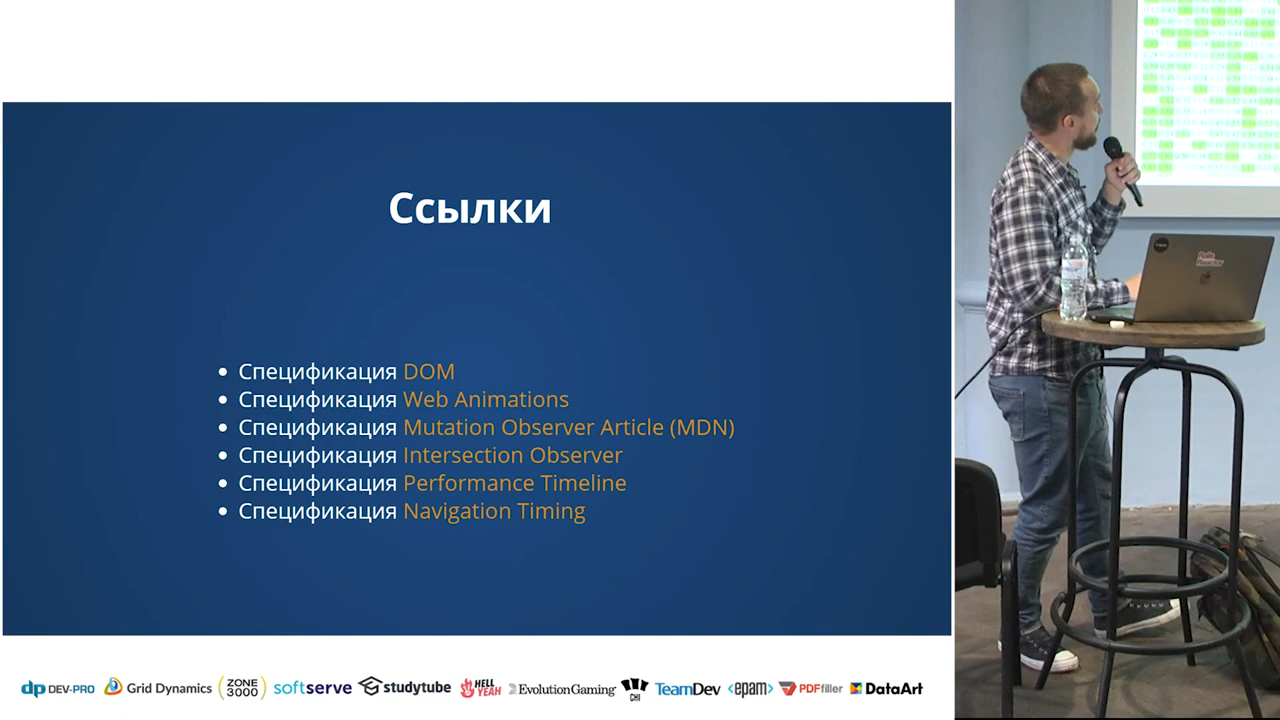 Ссылки
Спецификация DOM
Спецификация Web Animations
Спецификация Mutation Observer Article (MDN)
Спецификация Intersection Observer
Спецификация Performance Timeline
Спецификация Navigation Timing
dp DEV-PRO Grid Dynamics ZONE 3000 softserve studytube HELL YEAH Evolution Gaming CHI TeamDev <epam> PDFfiller DataArt